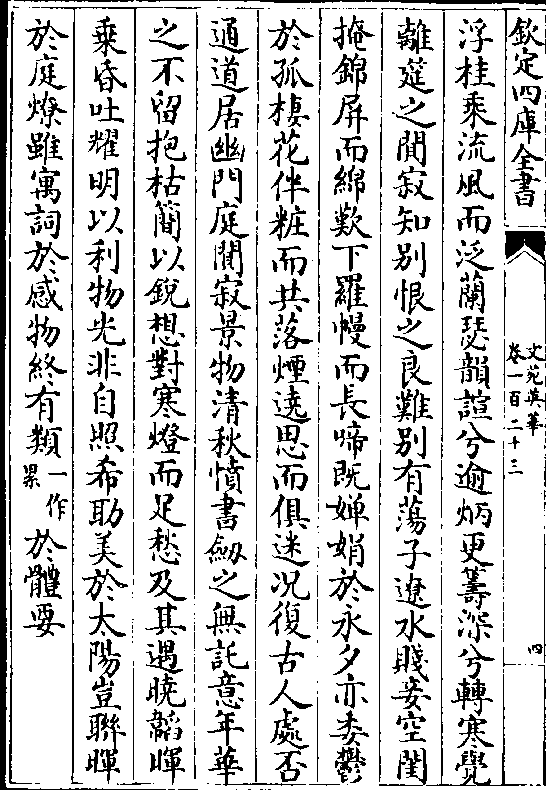 欽定四庫全書
文苑英華
卷一百二十三
四
浮桂乘流風而泛蘭瑟韻諠兮逾炳更籌深兮轉寒覺
離筵之闃寂知別恨之良難別有蕩子遼水賤妾空閨
掩錦屏而綿歎下羅幔而長啼既嬋娟於永夕亦委鬱
於孤棲花伴粧而共落煙遶思而俱迷况復古人處否
通道居幽門庭闃寂景物清秋憤書劔之無託意年華
之不留抱枯簡以銳想對寒燈而足愁及其遇曉韜暉
乗昏吐耀明以利物光非自照希助美於太陽豈聯暉
於庭燎雖寓詞於感物終有類一作累於體要